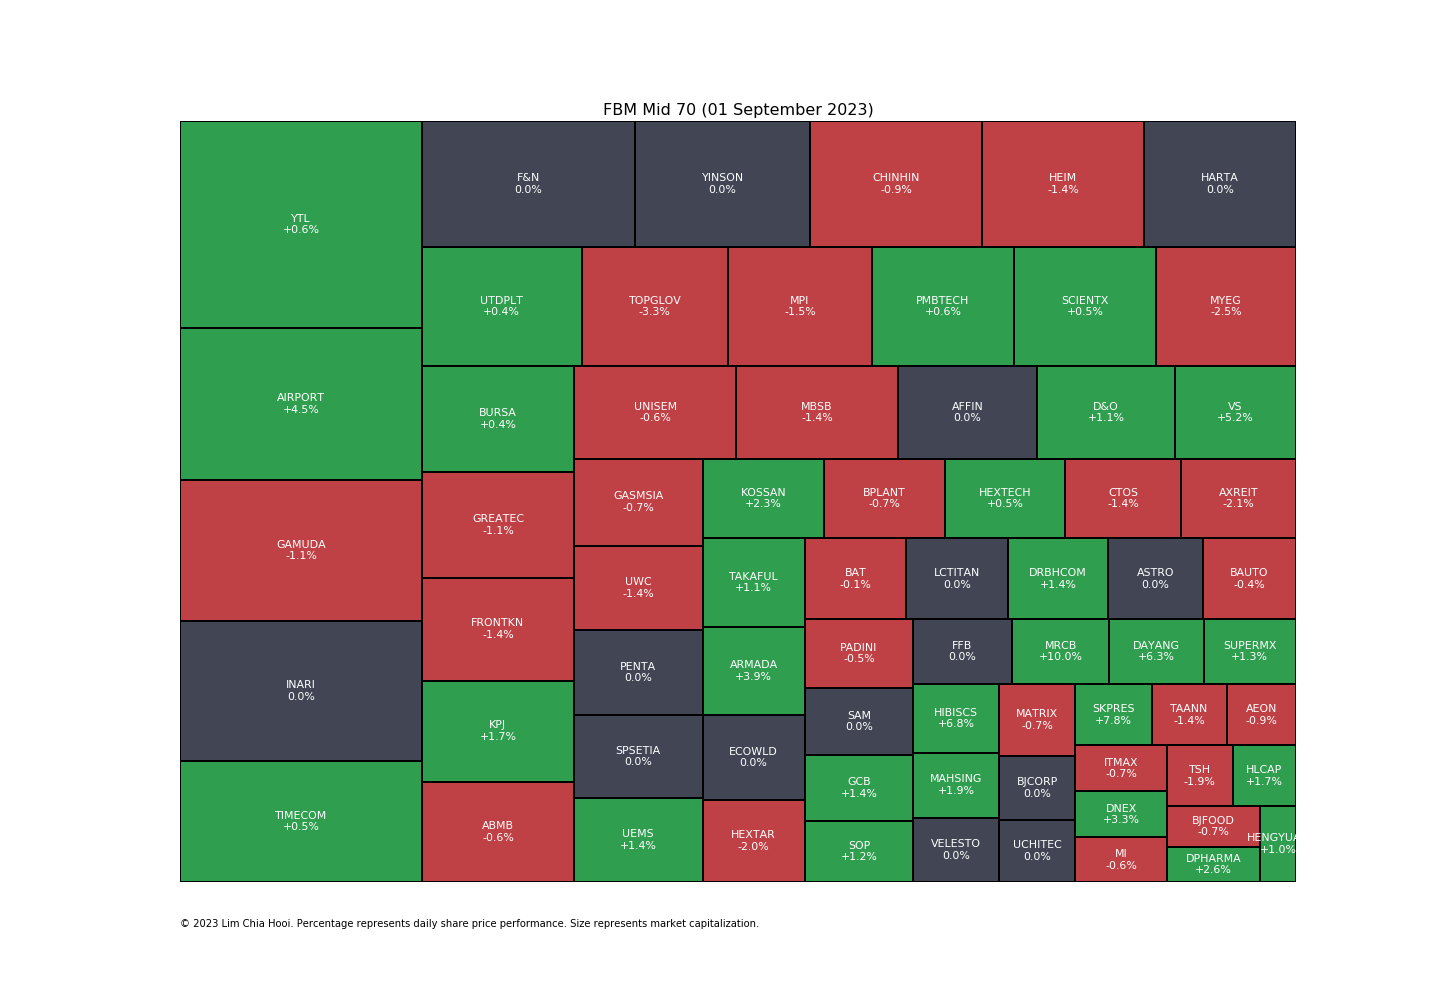 FBM Mid 70 (01 September 2023)
YTL
+0.6%
AIRPORT
+4.5%
GAMUDA
-1.1%
INARI
0.0%
TIMECOM
+0.5%
F&N
0.0%
YINSON
0.0%
CHINHIN
-0.9%
HEIM
-1.4%
HARTA
0.0%
UTDPLT
+0.4%
TOPGLOV
-3.3%
MPI
-1.5%
PMBTECH
+0.6%
SCIENTX
+0.5%
MYEG
-2.5%
BURSA
+0.4%
GREATEC
-1.1%
FRONTKN
-1.4%
KPJ
+1.7%
ABMB
-0.6%
UNISEM
-0.6%
MBSB
-1.4%
AFFIN
0.0%
D&O
+1.1%
VS
+5.2%
GASMSIA
-0.7%
UWC
-1.4%
PENTA
0.0%
SPSETIA
0.0%
UEMS
+1.4%
KOSSAN
+2.3%
BPLANT
-0.7%
HEXTECH
+0.5%
CTOS
-1.4%
AXREIT
-2.1%
TAKAFUL
+1.1%
ARMADA
+3.9%
ECOWLD
0.0%
HEXTAR
-2.0%
BAT
-0.1%
LCTITAN
0.0%
DRBHCOM
+1.4%
ASTRO
0.0%
BAUTO
-0.4%
PADINI
-0.5%
SAM
0.0%
GCB
+1.4%
SOP
+1.2%
FFB
0.0%
MRCB
+10.0%
DAYANG
+6.3%
SUPERMX
+1.3%
HIBISCS
+6.8%
MAHSING
+1.9%
VELESTO
0.0%
MATRIX
-0.7%
BJCORP
0.0%
UCHITEC
0.0%
SKPRES
+7.8%
TAANN
-1.4%
AEON
-0.9%
ITMAX
-0.7%
DNEX
+3.3%
MI
-0.6%
TSH
-1.9%
HLCAP
+1.7%
BJFOOD
-0.7%
DPHARMA
+2.6%
HENGYUA
+1.0%
© 2023 Lim Chia Hooi. Percentage represents daily share price performance. Size represents market capitalization.